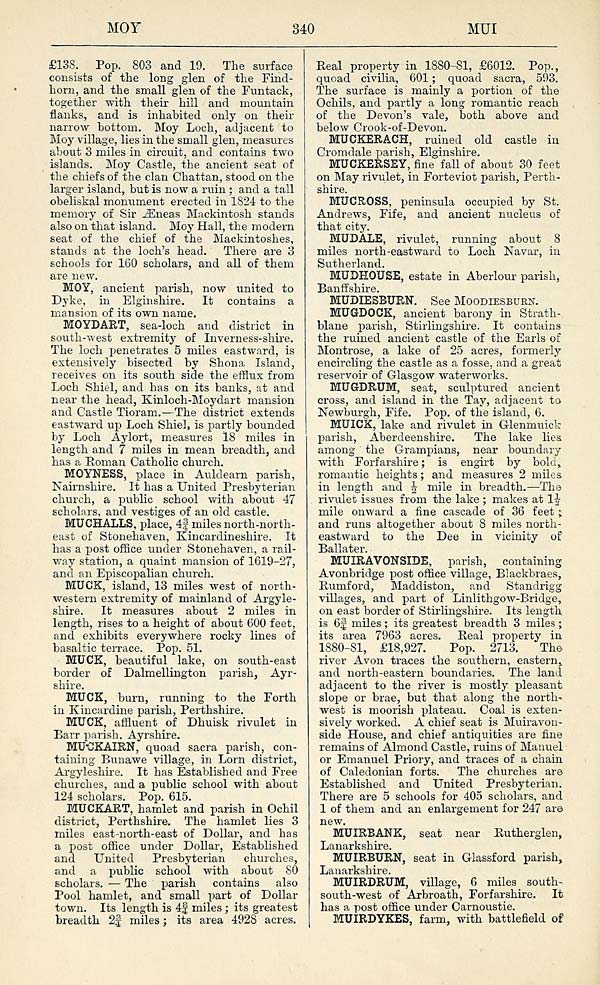 MOY 340 MUI
£138. Pop. 803 and 19. The surface
consists of the long glen of the Find-
horn, and the small glen of the Funtack,
together with their hill and mountain
flanks, and is inhabited only on their
narrow bottom. Moy Loch, adjacent to
Moy village, lies in the small glen, measures
about 3 miles in circuit, and contains two
islands. Moy Castle, the ancient seat of
the chiefs of the clan Chattan, stood on the
larger island, but is now a ruin; and a tall
obeliskal monument erected in 1824 to the
memory of Sir Æneas Mackintosh stands
also on that island. Moy Hall, the modern
seat of the chief of the Mackintoshes,
stands at the loch's head. There are 3
schools for 160 scholars, and all of them
are new.
MOY, ancient parish, now united to
Dyke, in Elginshire. It contains a
mansion of its own name.
MOYDART, sea-loch and district in
south-west extremity of Inverness-shire.
The loch penetrates 5 miles eastward, is
extensively bisected by Shona Island,
receives on its south side the efflux from
Loch Shiel, and has on its banks, at and
near the head, Kinloch-Moydart mansion
and Castle Tioram.—The district extends
eastward up Loch Shiel, is partly bounded
by Loch Aylort, measures 18 miles in
length and 7 miles in mean breadth, and
has a Roman Catholic church.
MOYNESS, place in Auldearn parish,
Nairnshire. It has a United Presbyterian
church, a public school with about 47
scholars, and vestiges of an old castle.
MUCHALLS, place, 4¾ miles north-north-
east of Stonehaven, Kincardineshire. It
has a post office under Stonehaven, a rail-
way station, a quaint mansion of 1619-27,
and an Episcopalian church.
MUCK, island, 13 miles west of north-
western extremity of mainland of Argyle-
shire. It measures about 2 miles in
length, rises to a height of about 600 feet,
and exhibits everywhere rocky lines of
basaltic terrace. Pop. 51.
MUCK, beautiful lake, on south-east
border of Dalmellington parish, Ayr-
shire.
MUCK, burn, running to the Forth
in Kincardine parish, Perthshire.
MUCK, affluent of Dhuisk rivulet in
Barr parish, Ayrshire.
MUCKAIRN, quoad sacra parish, con-
taining Bunawe village, in Lorn district,
Argyleshire. It has Established and Free
churches, and a public school with about
124 scholars. Pop. 615.
MUCKART, hamlet and parish in Ochil
district, Perthshire. The hamlet lies 3
miles east-north-east of Dollar, and has
a post office under Dollar, Established
and United Presbyterian churches,
and a public school with about 80
scholars. — The parish contains also
Pool hamlet, and small part of Dollar
town. Its length is 4¾ miles; its greatest
breadth 2¾ miles; its area 4928 acres.
Real property in 1880-81, £6012. Pop.,
quoad civilia, 601; quoad sacra, 593.
The surface is mainly a portion of the
Ochils, and partly a long romantic reach
of the Devon's vale, both above and
below Crook-of-Devon.
MUCKERACH, ruined old castle in
Cromdale parish, Elginshire.
MUCKERSEY, fine fall of about 30 feet
on May rivulet, in Forteviot parish, Perth-
shire.
MUCROSS, peninsula occupied by St.
Andrews, Fife, and ancient nucleus of
that city.
MUDALE, rivulet, running about 8
miles north-eastward to Loch Navar, in
Sutherland.
MUDHOUSE, estate in Aberlour parish,
Banffshire.
MUDIESBURN. See MOODIESBURN.
MUGDOCK, ancient barony in Strath-
blane parish, Stirlingshire. It contains
the ruined ancient castle of the Earls of
Montrose, a lake of 25 acres, formerly
encircling the castle as a fosse, and a great
reservoir of Glasgow waterworks.
MUGDRUM, seat, sculptured ancient
cross, and island in the Tay, adjacent to
Newburgh, Fife. Pop. of the island, 6.
MUICK, lake and rivulet in Glenmuick
parish, Aberdeenshire. The lake lies
among the Grampians, near boundary
with Forfarshire; is engirt by bold,
romantic heights; and measures 2 miles
in length and ½ mile in breadth.—The
rivulet issues from the lake; makes at 1½
mile onward a fine cascade of 36 feet;
and runs altogether about 8 miles north-
eastward to the Dee in vicinity of
Ballater.
MUIRAVONSIDE, parish, containing
Avonbridge post office village, Blackbraes,
Rumford, Maddiston, and Standrigg
villages, and part of Linlithgow-Bridge,
on east border of Stirlingshire. Its length
is 6¾ miles; its greatest breadth 3 miles;
its area 7963 acres. Real property in
1880-81, £18,927. Pop. 2713. The
river Avon traces the southern, eastern,
and north-eastern boundaries. The land
adjacent to the river is mostly pleasant
slope or brae, but that along the north-
west is moorish plateau. Coal is exten-
sively worked. A chief seat is Muiravon-
side House, and chief antiquities are fine
remains of Almond Castle, ruins of Manuel
or Emanuel Priory, and traces of a chain
of Caledonian forts. The churches are
Established and United Presbyterian.
There are 5 schools for 405 scholars, and
1 of them and an enlargement for 247 are
new.
MUIRBANK, seat near Rutherglen,
Lanarkshire.
MUIRBURN, seat in Glassford parish,
Lanarkshire.
MUIRDRUM, village, 6 miles south-
south-west of Arbroath, Forfarshire. It
has a post office under Carnoustie.
MUIRDYKES, farm, with battlefield of